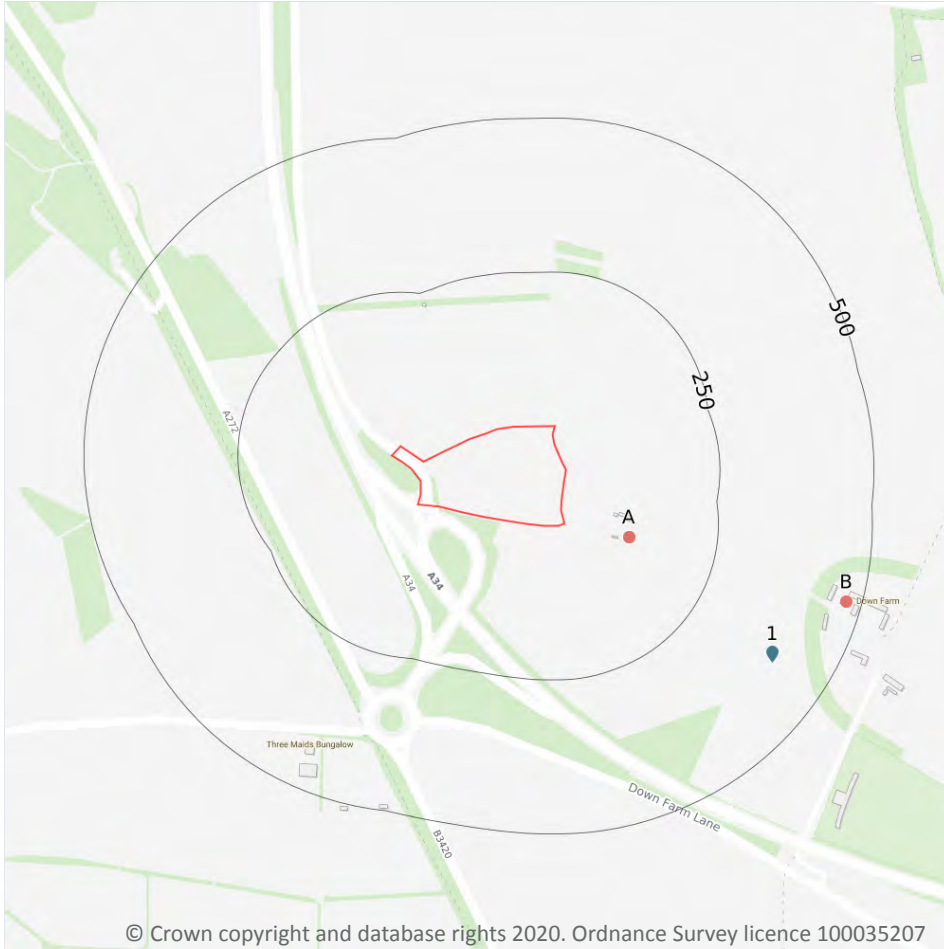 500
250
A272
A
A34
A34
B
Down Farm
1
Three Maids Bungalow
Down Farm Lane
B3420
© Crown copyright and database rights 2020. Ordnance Survey licence 100035207